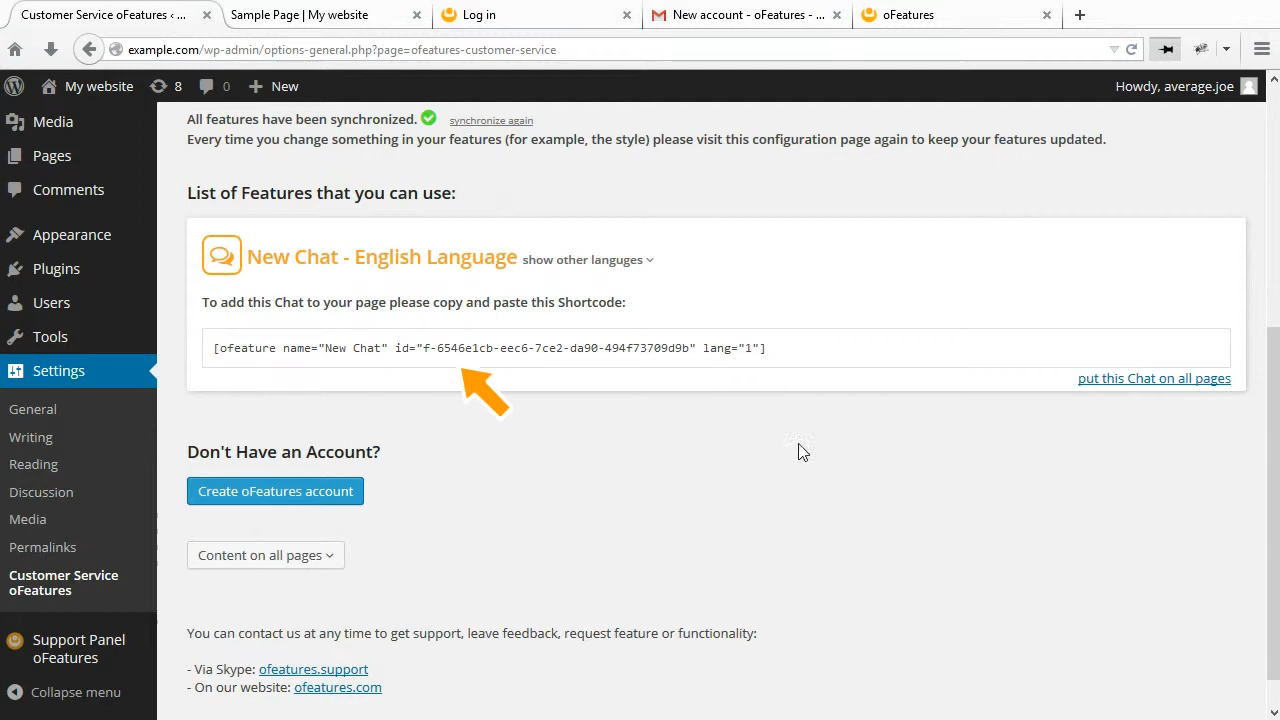 Customer Service oFeatures ‹ ...
Sample Page | My website
Log in
New account - oFeatures - ...
oFeatures
example.com/wp-admin/options-general.php?page=ofeatures-customer-service
My website
8
0
New
Howdy, average.joe
Media
Pages
Comments
Appearance
Plugins
Users
Tools
Settings
General
Writing
Reading
Discussion
Media
Permalinks
Customer Service
oFeatures
Support Panel
oFeatures
Collapse menu
All features have been synchronized.
synchronize again
Every time you change something in your features (for example, the style) please visit this configuration page again to keep your features updated.
List of Features that you can use:
New Chat - English Language
show other languges
To add this Chat to your page please copy and paste this Shortcode:
[ofeature name="New Chat" id="f-6546e1cb-eec6-7ce2-da90-494f73709d9b" lang="1"]
put this Chat on all pages
Don't Have an Account?
Create oFeatures account
Content on all pages
You can contact us at any time to get support, leave feedback, request feature or functionality:
- Via Skype: ofeatures.support
- On our website: ofeatures.com